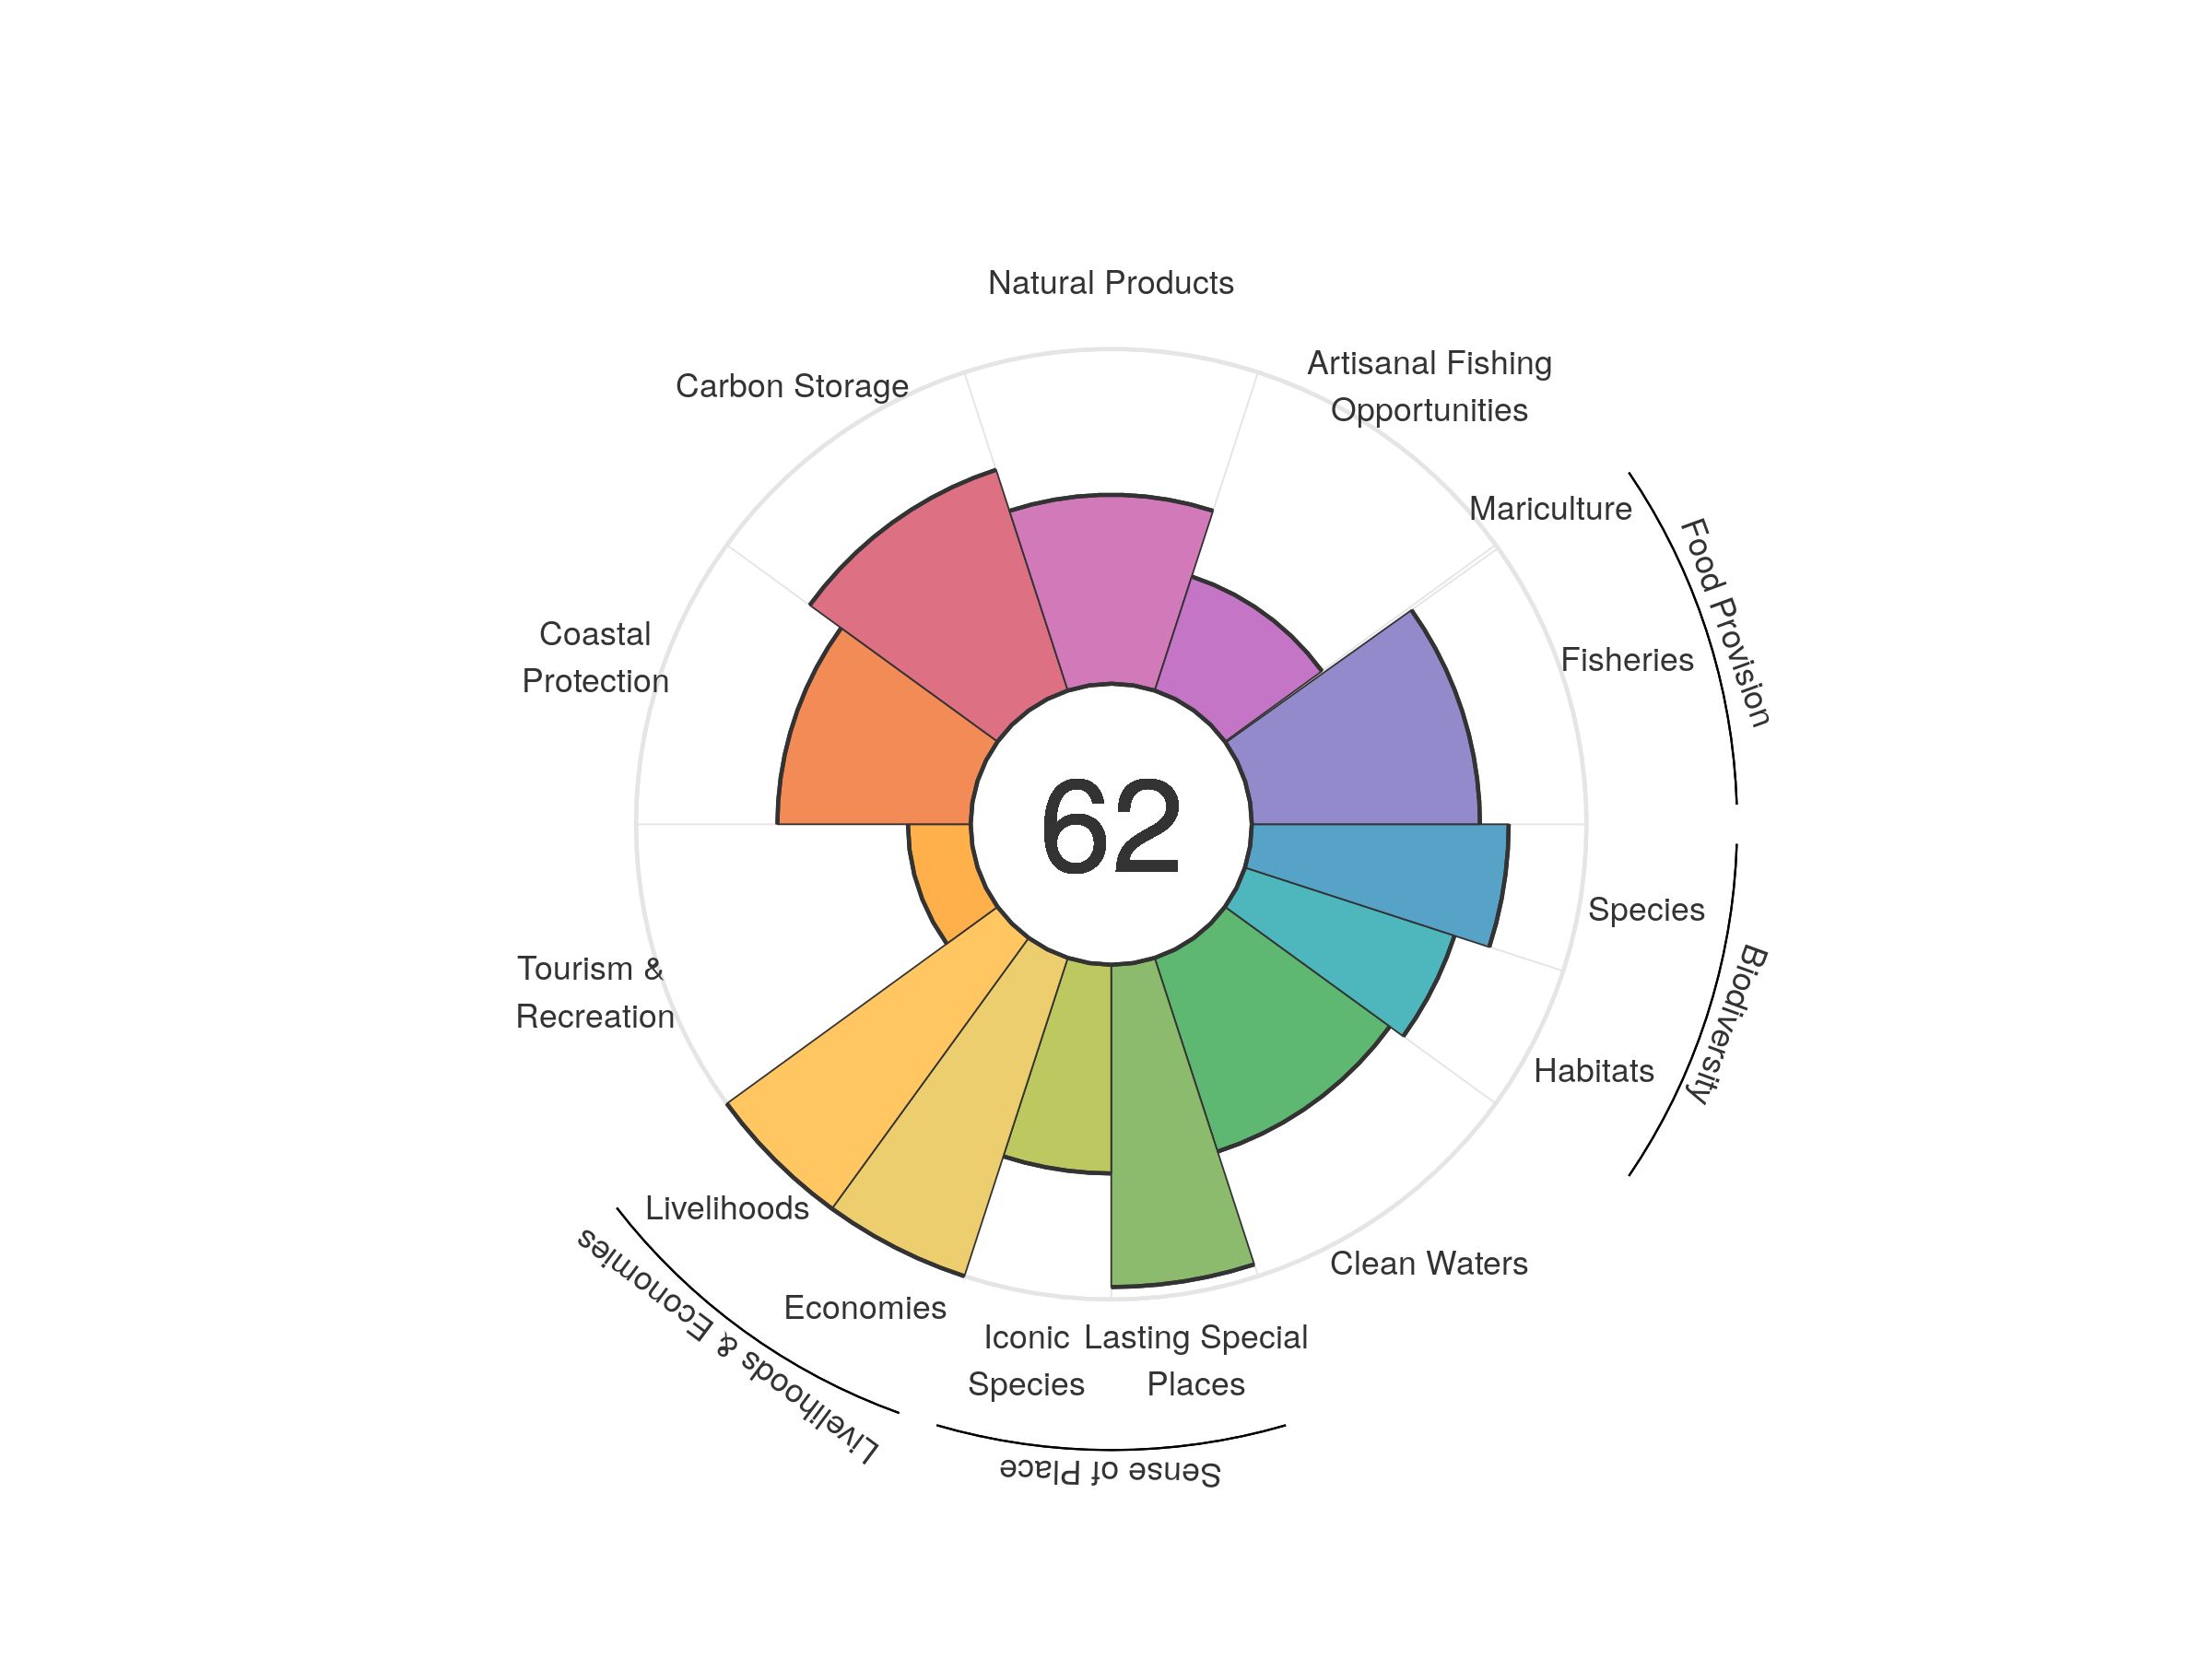 Natural Products
Artisanal Fishing
Opportunities
Carbon Storage
Mariculture
Food Provision
Fisheries
Coastal
Protection
62
Species
Biodiversity
Habitats
Tourism &
Recreation
Livelihoods
Economies
Livelihoods & Economies
Clean Waters
Iconic
Species
Lasting Special
Places
Sense of Place